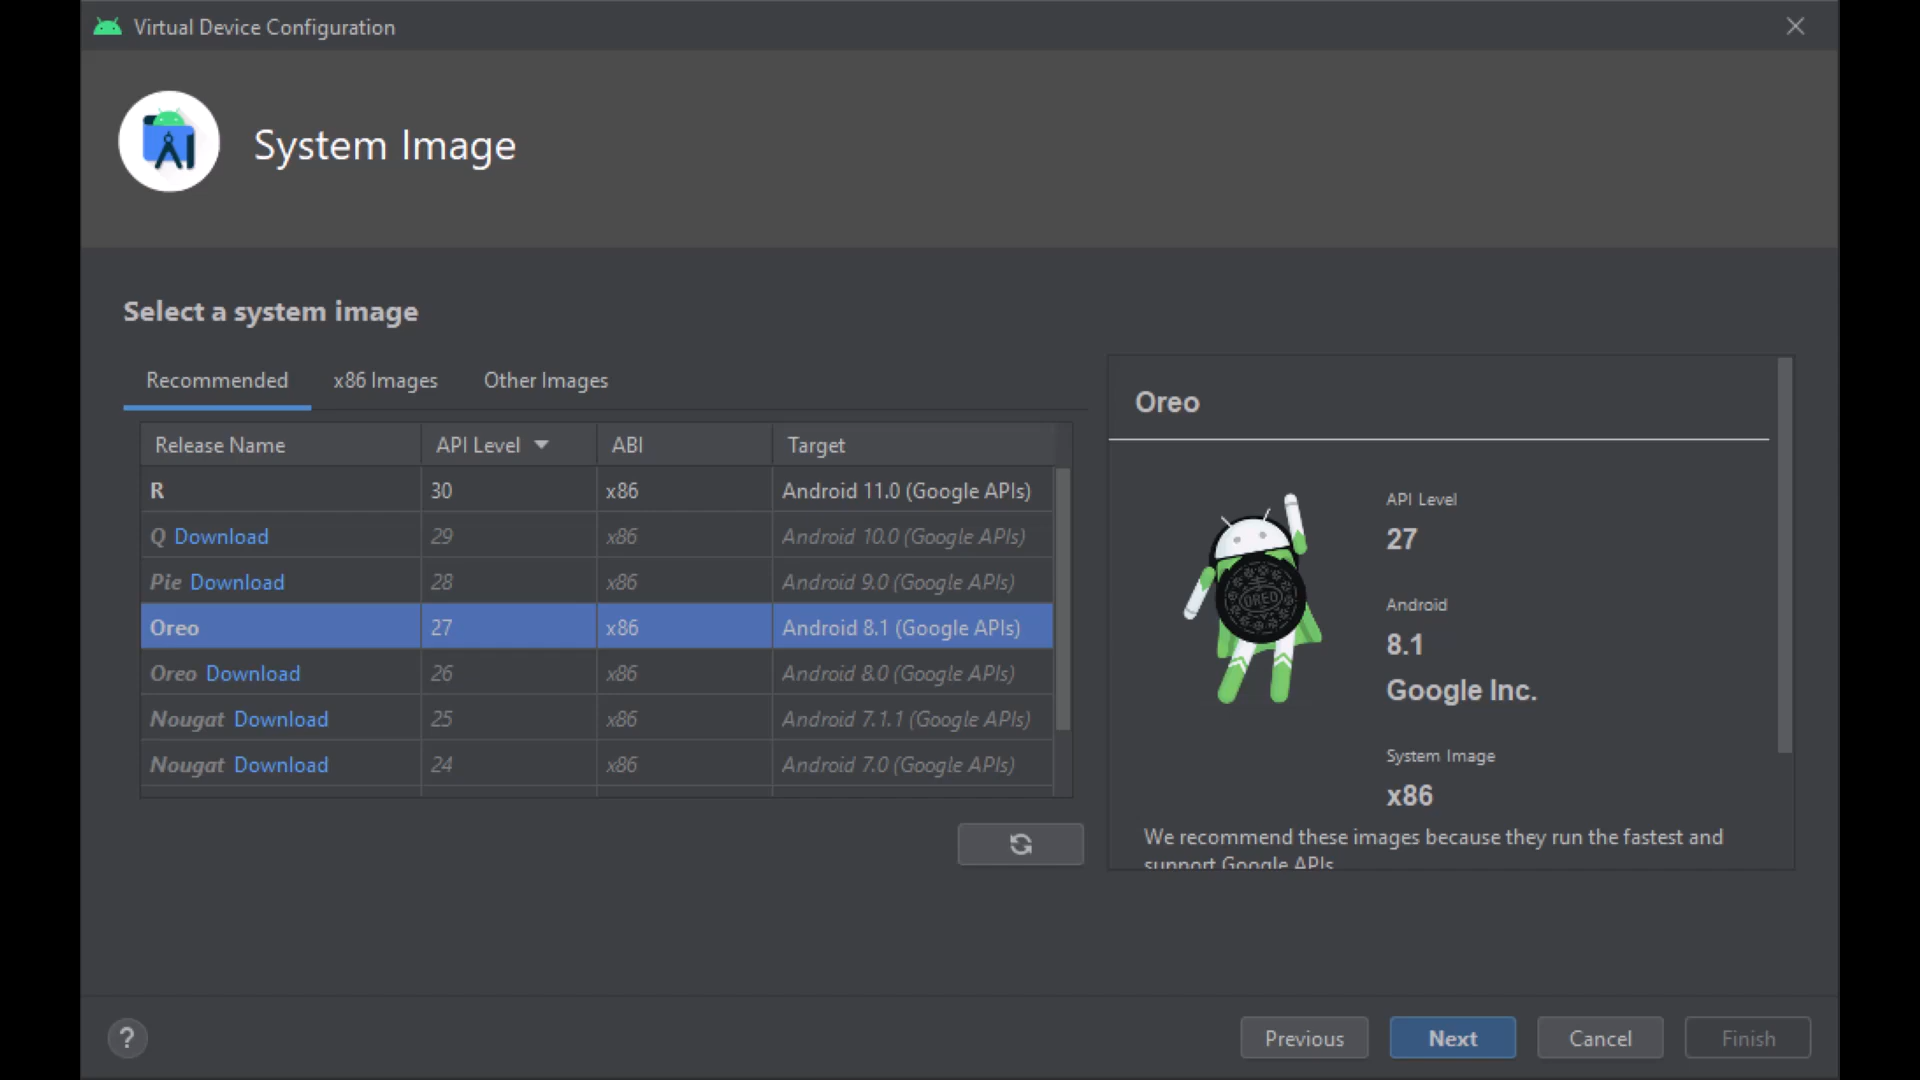 Virtual Device Configuration
System Image
Select a system image
Recommended x86 Images Other Images
Release Name API Level ABI Target
R 30 x86 Android 11.0 (Google APIs)
Q Download 29 x86 Android 10.0 (Google APIs)
Pie Download 28 x86 Android 9.0 (Google APIs)
Oreo 27 x86 Android 8.1 (Google APIs)
Oreo Download 26 x86 Android 8.0 (Google APIs)
Nougat Download 25 x86 Android 7.1.1 (Google APIs)
Nougat Download 24 x86 Android 7.0 (Google APIs)
Oreo
OREO
API Level
27
Android
8.1
Google Inc.
System Image
x86
We recommend these images because they run the fastest and
support Google APIs
?
Previous Next Cancel Finish